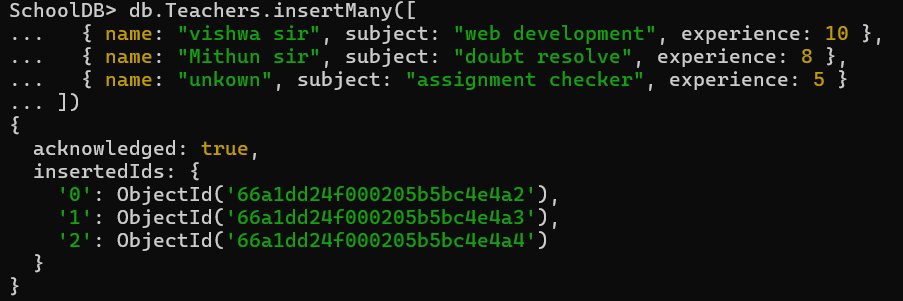 SchoolDB> db.Teachers.insertMany([
...   { name: "vishwa sir", subject: "web development", experience: 10 },
...   { name: "Mithun sir", subject: "doubt resolve", experience: 8 },
...   { name: "unkown", subject: "assignment checker", experience: 5 }
... ])
{
  acknowledged: true,
  insertedIds: {
    '0': ObjectId('66a1dd24f000205b5bc4e4a2'),
    '1': ObjectId('66a1dd24f000205b5bc4e4a3'),
    '2': ObjectId('66a1dd24f000205b5bc4e4a4')
  }
}